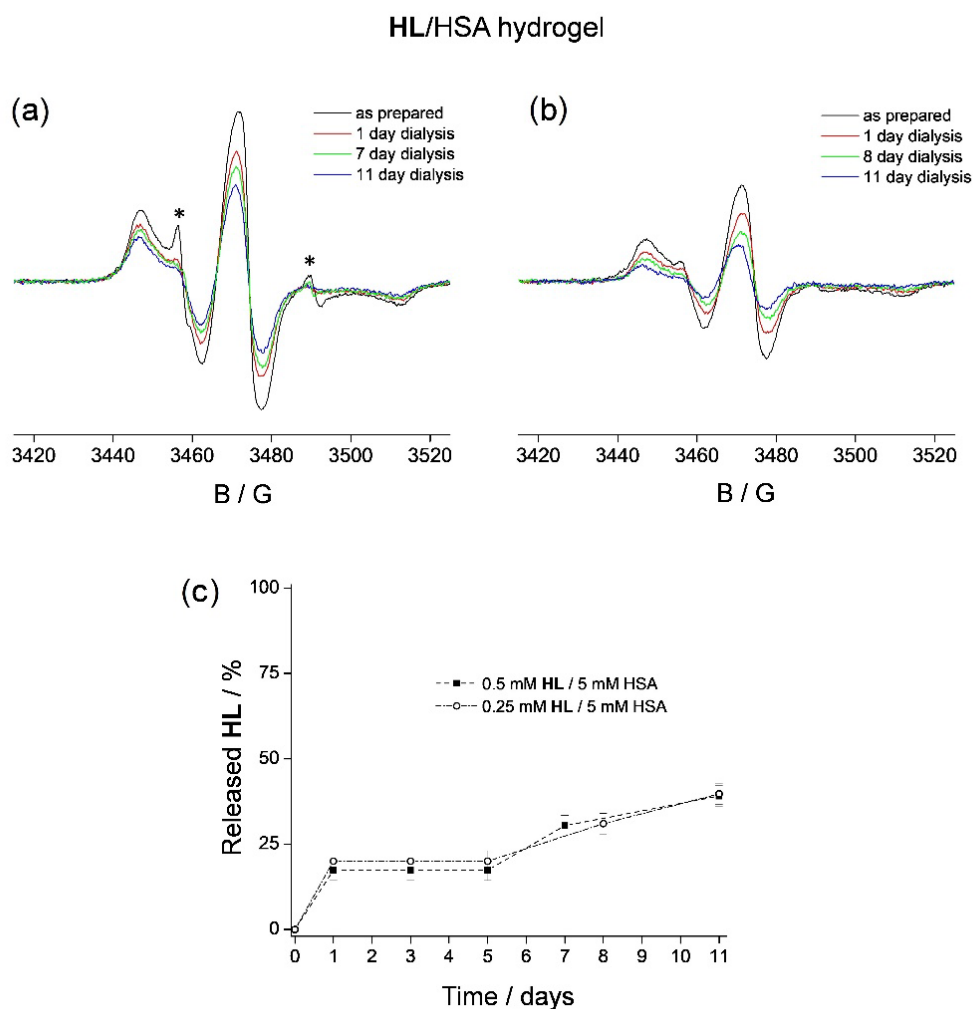 HL/HSA hydrogel
(a)
as prepared
1 day dialysis
7 day dialysis
11 day dialysis
*
*
3420 3440 3460 3480 3500 3520
B / G
(b)
as prepared
1 day dialysis
8 day dialysis
11 day dialysis
3420 3440 3460 3480 3500 3520
B / G
(c)
100
75
50
25
0
Released HL / %
0.5 mM HL / 5 mM HSA
0.25 mM HL / 5 mM HSA
0 1 2 3 4 5 6 7 8 9 10 11
Time / days